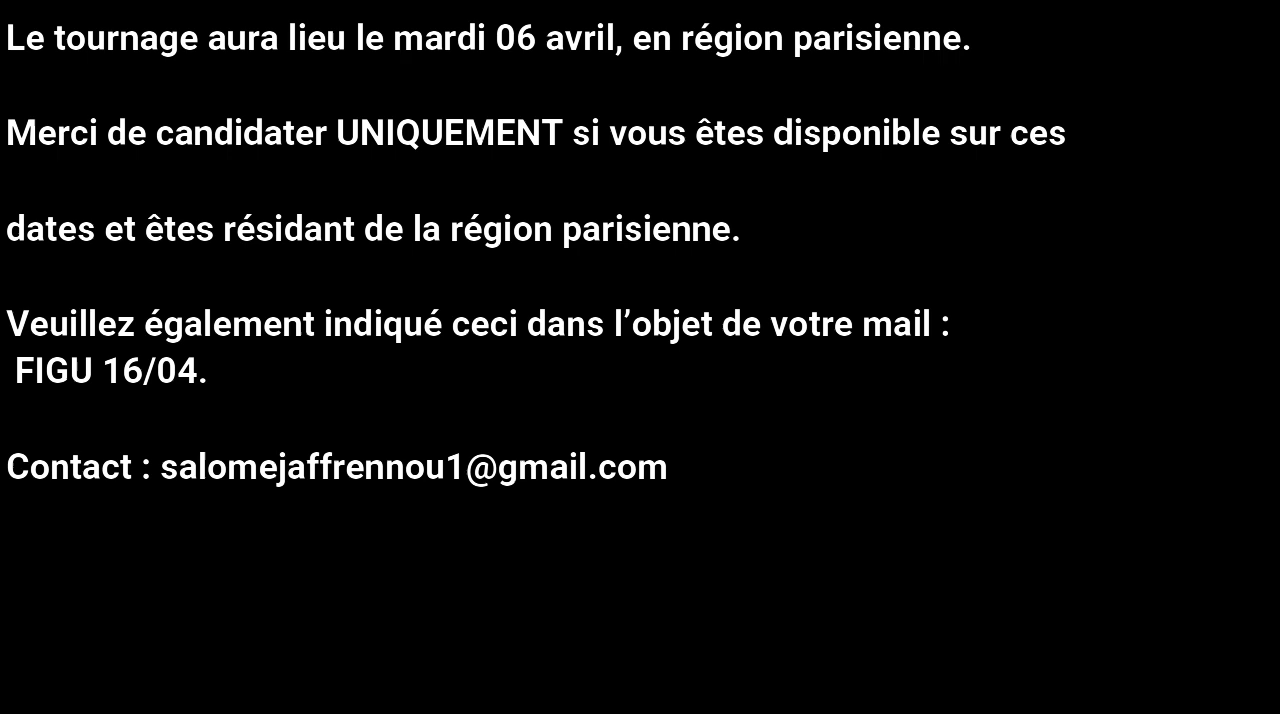 Le tournage aura lieu le mardi 06 avril, en région parisienne.
Merci de candidater UNIQUEMENT si vous êtes disponible sur ces
dates et êtes résidant de la région parisienne.
Veuillez également indiqué ceci dans l’objet de votre mail :
FIGU 16/04.
Contact : salomejaffrennou1@gmail.com